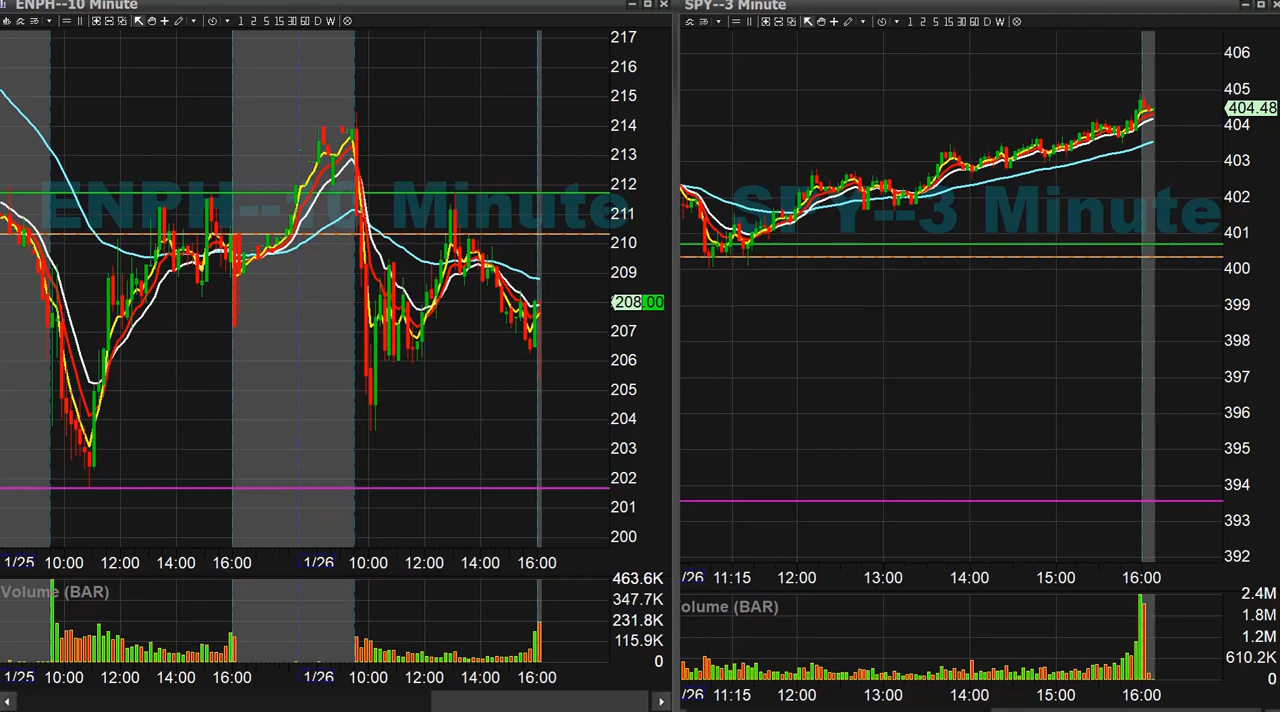 ENPH--10 Minute
1 2 5 15 30 60 D W
ENPH--10 Minute
217
216
215
214
213
212
211
210
209
208.00
207
206
205
204
203
202
201
200
1/25 10:00 12:00 14:00 16:00 1/26 10:00 12:00 14:00 16:00
Volume (BAR)
463.6K
347.7K
231.8K
115.9K
0
1/25 10:00 12:00 14:00 16:00 1/26 10:00 12:00 14:00 16:00
SPY--3 Minute
1 2 5 15 30 60 D W
SPY--3 Minute
406
405
404.48
404
403
402
401
400
399
398
397
396
395
394
393
392
/26 11:15 12:00 13:00 14:00 15:00 16:00
olume (BAR)
2.4M
1.8M
1.2M
610.2K
0
/26 11:15 12:00 13:00 14:00 15:00 16:00